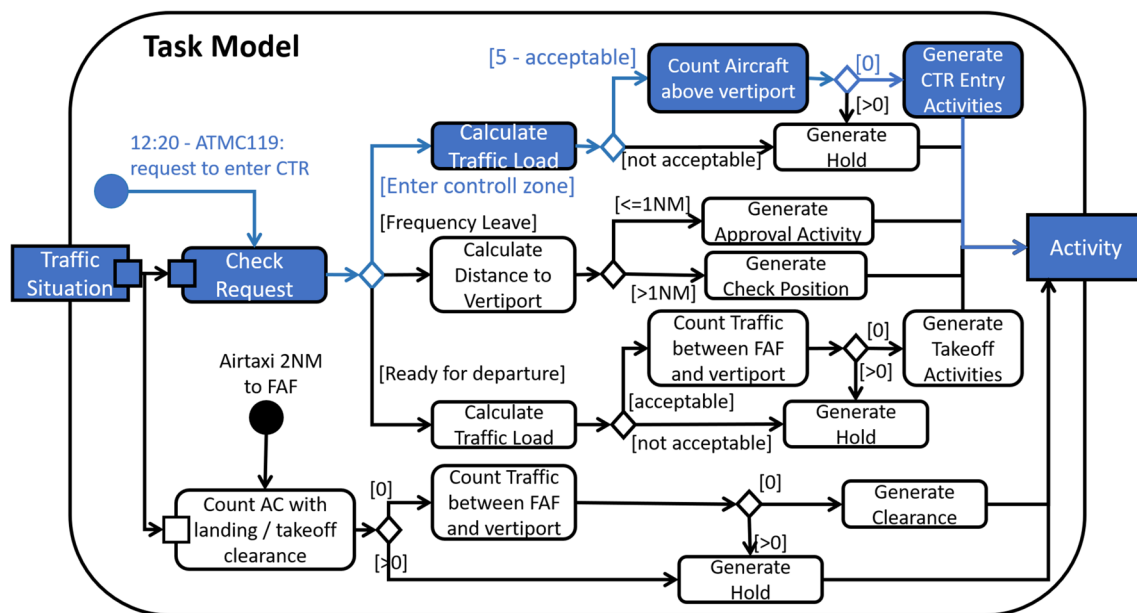 Task Model
[5 - acceptable]
Count Aircraft
above vertiport
[0]
Generate
CTR Entry
Activities
[>0]
12:20 - ATMC119:
request to enter CTR
Calculate
Traffic Load
[not acceptable]
Generate
Hold
[Enter controll zone]
[Frequency Leave]
[<=1NM]
Generate
Approval Activity
Traffic
Situation
Check
Request
Calculate
Distance to
Vertiport
[>1NM]
Generate
Check Position
Activity
Airtaxi 2NM
to FAF
[Ready for departure]
Count Traffic
between FAF
and vertiport
[0]
Generate
Takeoff
Activities
[>0]
[acceptable]
Calculate
Traffic Load
[not acceptable]
Generate
Hold
Count AC with
landing / takeoff
clearance
[0]
Count Traffic
between FAF
and vertiport
[0]
Generate
Clearance
[>0]
[>0]
Generate
Hold